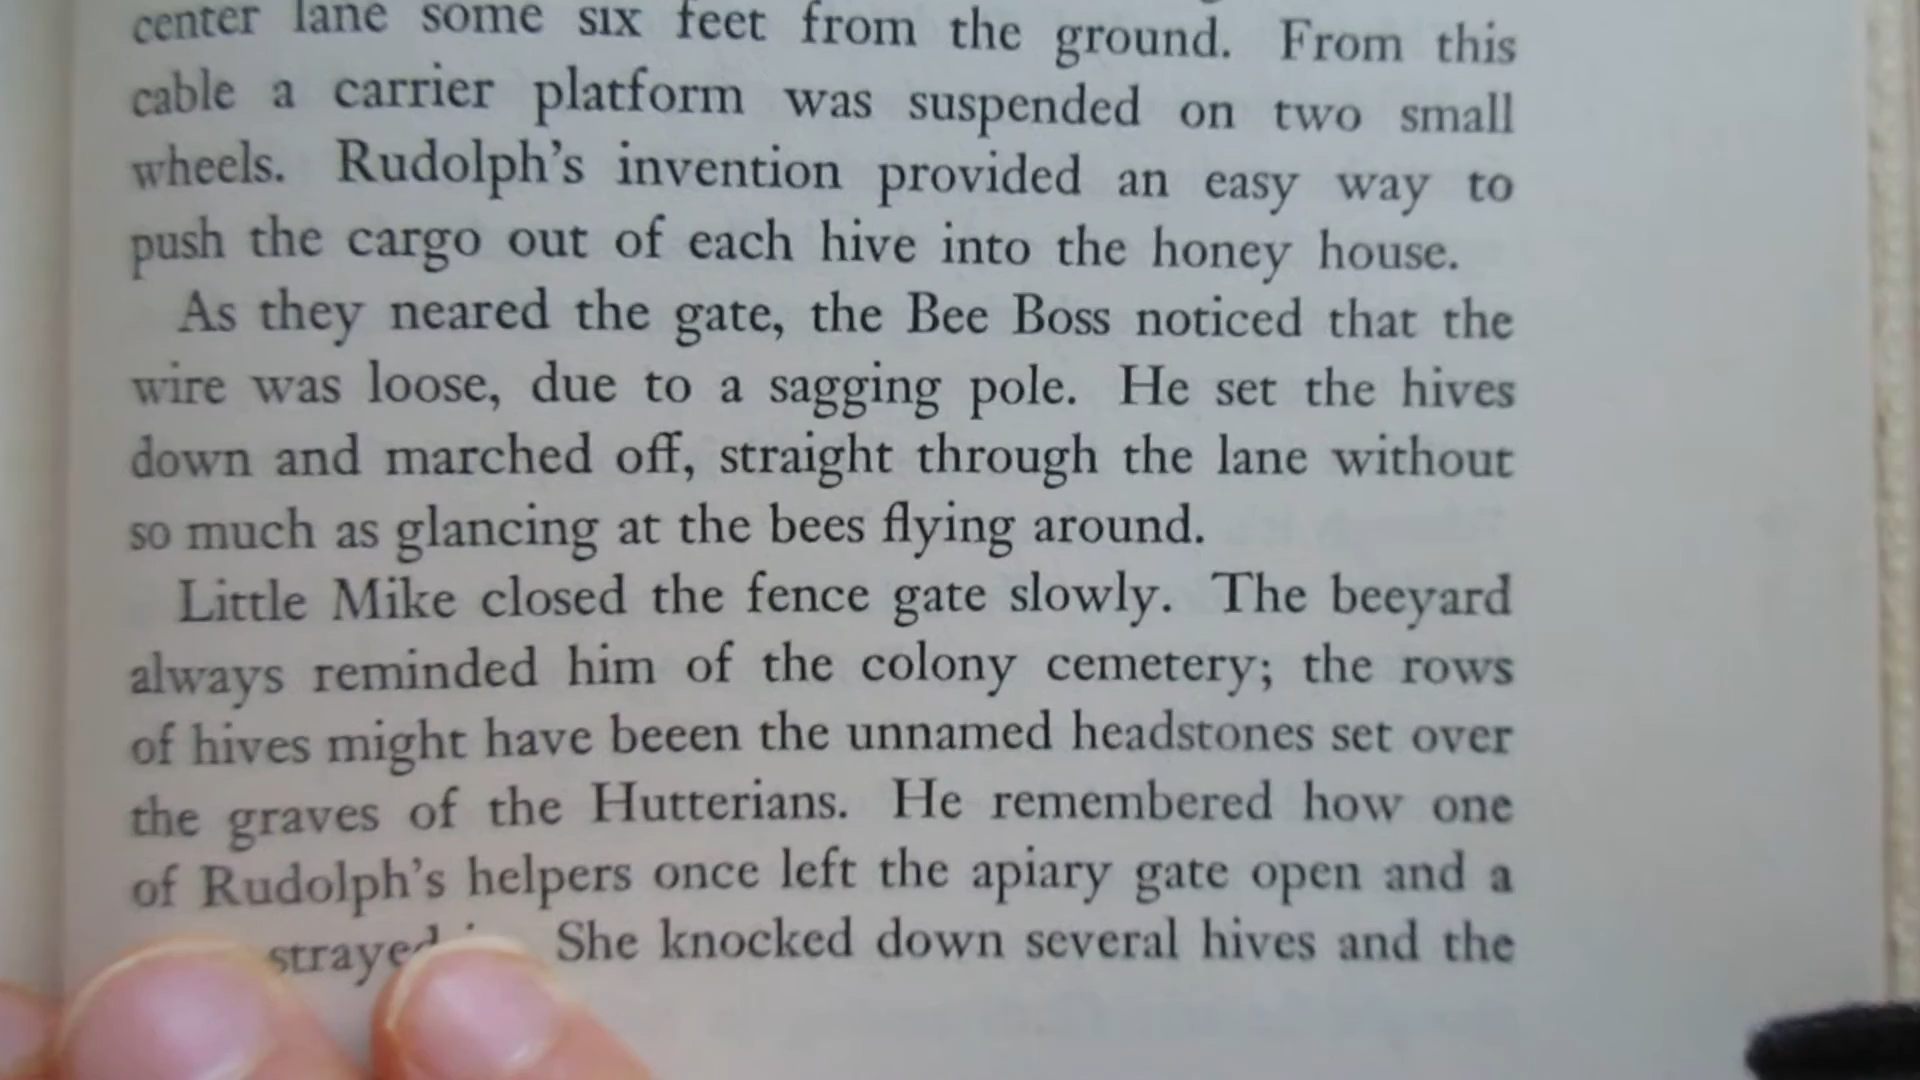 center lane some six feet from the ground. From this
cable a carrier platform was suspended on two small
wheels. Rudolph's invention provided an easy way to
push the cargo out of each hive into the honey house.
As they neared the gate, the Bee Boss noticed that the
wire was loose, due to a sagging pole. He set the hives
down and marched off, straight through the lane without
so much as glancing at the bees flying around.
Little Mike closed the fence gate slowly. The beeyard
always reminded him of the colony cemetery; the rows
of hives might have beeen the unnamed headstones set over
the graves of the Hutterians. He remembered how one
of Rudolph's helpers once left the apiary gate open and a
strayed She knocked down several hives and the